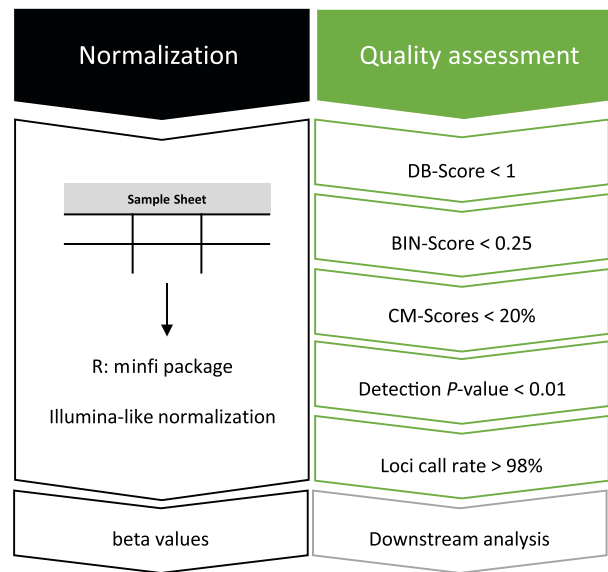 Normalization
Sample Sheet
R: minfi package
Illumina-like normalization
beta values
Quality assessment
DB-Score < 1
BIN-Score < 0.25
CM-Scores < 20%
Detection P-value < 0.01
Loci call rate > 98%
Downstream analysis